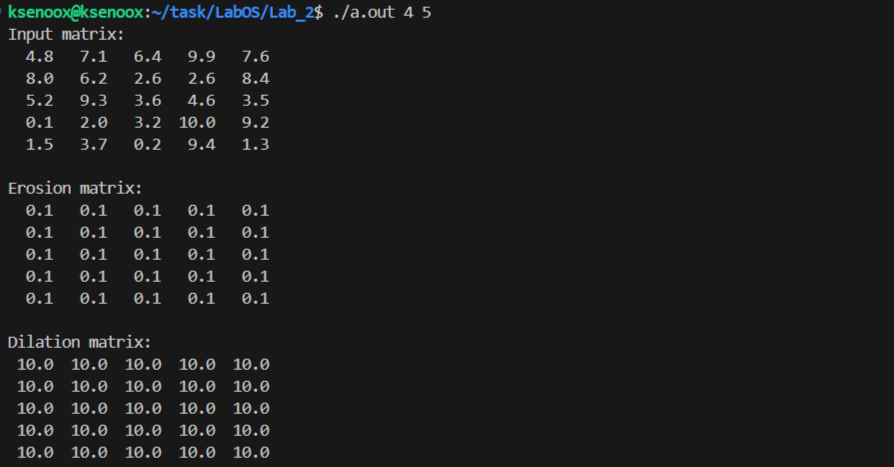 ksenoox@ksenoox:~/task/LabOS/Lab_2$ ./a.out 4 5
Input matrix:
4.8 7.1 6.4 9.9 7.6
8.0 6.2 2.6 2.6 8.4
5.2 9.3 3.6 4.6 3.5
0.1 2.0 3.2 10.0 9.2
1.5 3.7 0.2 9.4 1.3
Erosion matrix:
0.1 0.1 0.1 0.1 0.1
0.1 0.1 0.1 0.1 0.1
0.1 0.1 0.1 0.1 0.1
0.1 0.1 0.1 0.1 0.1
0.1 0.1 0.1 0.1 0.1
Dilation matrix:
10.0 10.0 10.0 10.0 10.0
10.0 10.0 10.0 10.0 10.0
10.0 10.0 10.0 10.0 10.0
10.0 10.0 10.0 10.0 10.0
10.0 10.0 10.0 10.0 10.0